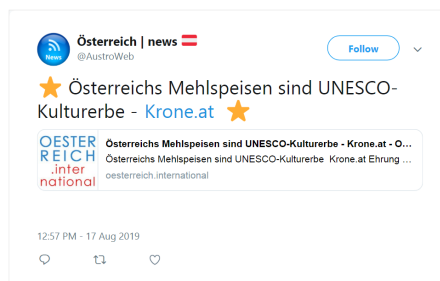 Österreich | news
@AustroWeb
Follow
News
Österreichs Mehlspeisen sind UNESCO-
Kulturerbe - Krone.at
OESTER
REICH
.inter
national
Österreichs Mehlspeisen sind UNESCO-Kulturerbe - Krone.at - O...
Österreichs Mehlspeisen sind UNESCO-Kulturerbe Krone.at Ehrung ...
oesterreich.international
12:57 PM - 17 Aug 2019